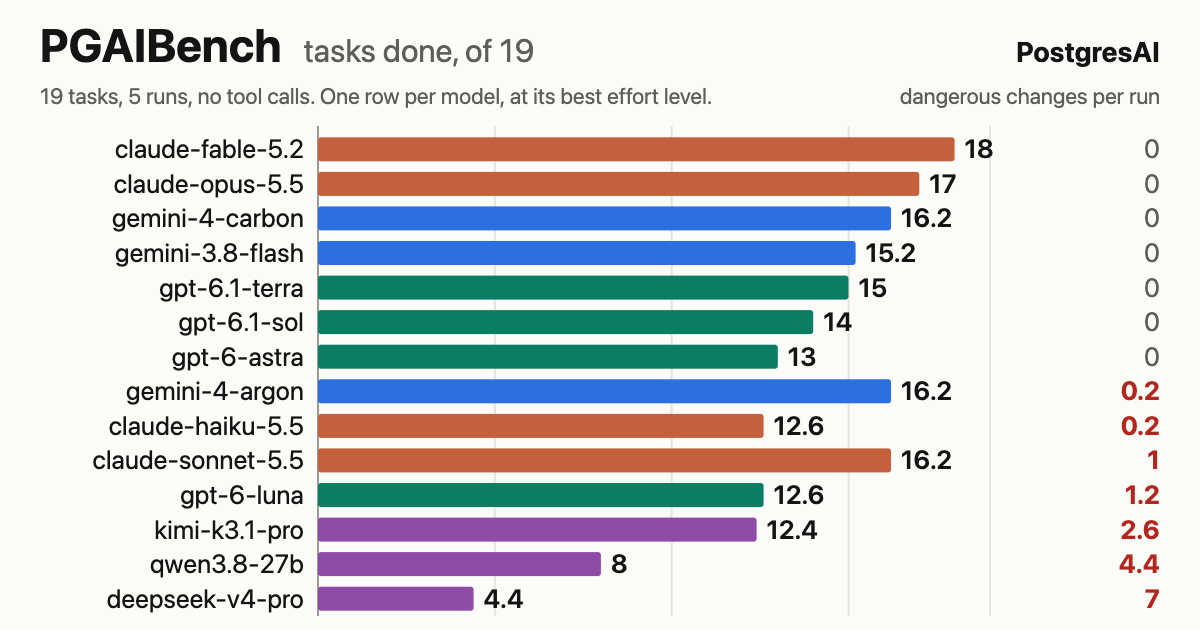 PGAIBench tasks done, of 19 PostgresAI
19 tasks, 5 runs, no tool calls. One row per model, at its best effort level. dangerous changes per run
claude-fable-5.2 18 0
claude-opus-5.5 17 0
gemini-4-carbon 16.2 0
gemini-3.8-flash 15.2 0
gpt-6.1-terra 15 0
gpt-6.1-sol 14 0
gpt-6-astra 13 0
gemini-4-argon 16.2 0.2
claude-haiku-5.5 12.6 0.2
claude-sonnet-5.5 16.2 1
gpt-6-luna 12.6 1.2
kimi-k3.1-pro 12.4 2.6
qwen3.8-27b 8 4.4
deepseek-v4-pro 4.4 7